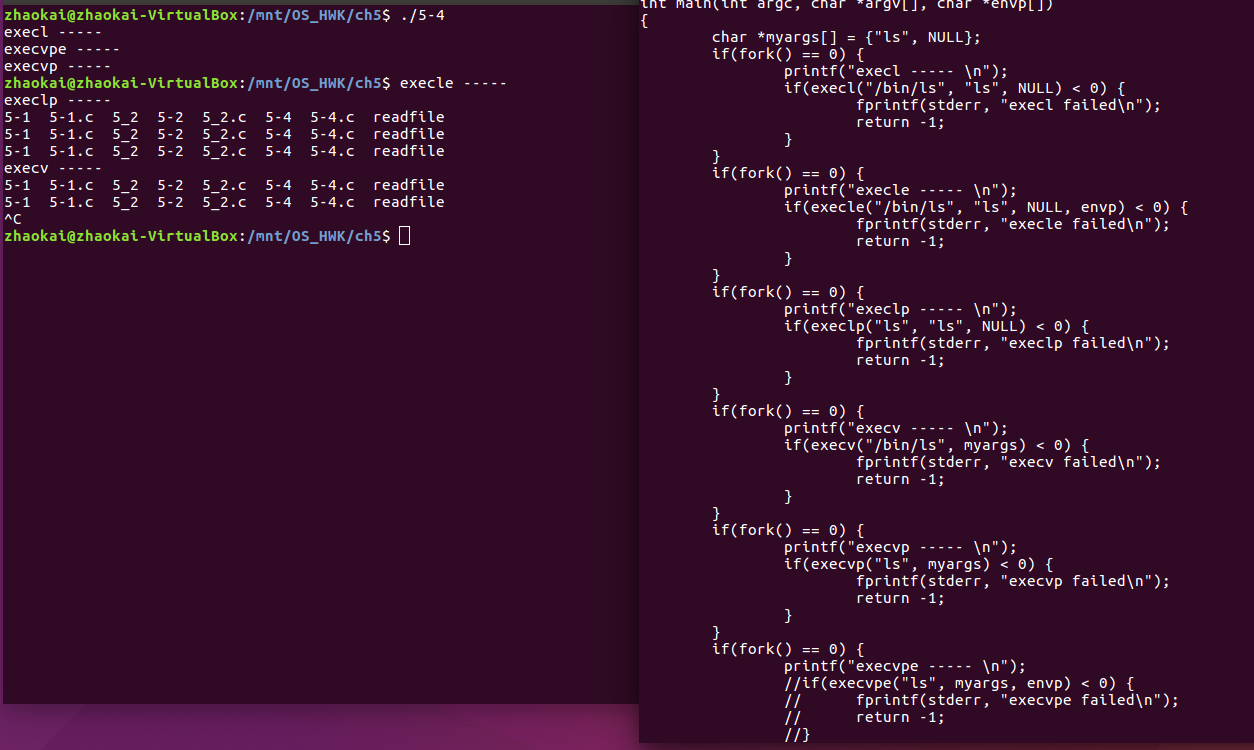 zhaokai@zhaokai-VirtualBox:/mnt/OS_HWK/ch5$ ./5-4
execl -----
execvpe -----
execvp -----
zhaokai@zhaokai-VirtualBox:/mnt/OS_HWK/ch5$ execle -----
execlp -----
5-1  5-1.c  5_2  5-2  5_2.c  5-4  5-4.c  readfile
5-1  5-1.c  5_2  5-2  5_2.c  5-4  5-4.c  readfile
5-1  5-1.c  5_2  5-2  5_2.c  5-4  5-4.c  readfile
execv -----
5-1  5-1.c  5_2  5-2  5_2.c  5-4  5-4.c  readfile
5-1  5-1.c  5_2  5-2  5_2.c  5-4  5-4.c  readfile
^C
zhaokai@zhaokai-VirtualBox:/mnt/OS_HWK/ch5$
int main(int argc, char *argv[], char *envp[])
{
        char *myargs[] = {"ls", NULL};
        if(fork() == 0) {
                printf("execl ----- \n");
                if(execl("/bin/ls", "ls", NULL) < 0) {
                        fprintf(stderr, "execl failed\n");
                        return -1;
                }
        }
        if(fork() == 0) {
                printf("execle ----- \n");
                if(execle("/bin/ls", "ls", NULL, envp) < 0) {
                        fprintf(stderr, "execle failed\n");
                        return -1;
                }
        }
        if(fork() == 0) {
                printf("execlp ----- \n");
                if(execlp("ls", "ls", NULL) < 0) {
                        fprintf(stderr, "execlp failed\n");
                        return -1;
                }
        }
        if(fork() == 0) {
                printf("execv ----- \n");
                if(execv("/bin/ls", myargs) < 0) {
                        fprintf(stderr, "execv failed\n");
                        return -1;
                }
        }
        if(fork() == 0) {
                printf("execvp ----- \n");
                if(execvp("ls", myargs) < 0) {
                        fprintf(stderr, "execvp failed\n");
                        return -1;
                }
        }
        if(fork() == 0) {
                printf("execvpe ----- \n");
                //if(execvpe("ls", myargs, envp) < 0) {
                //      fprintf(stderr, "execvpe failed\n");
                //      return -1;
                //}